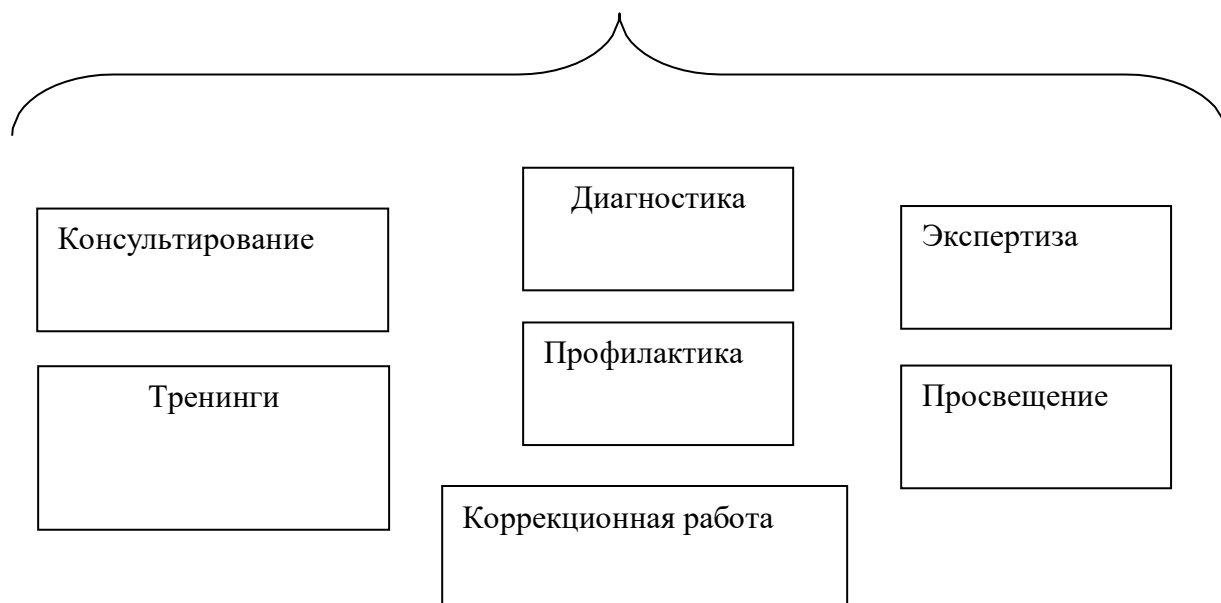 Диагностика
Консультирование
Экспертиза
Профилактика
Тренинги
Просвещение
Коррекционная работа